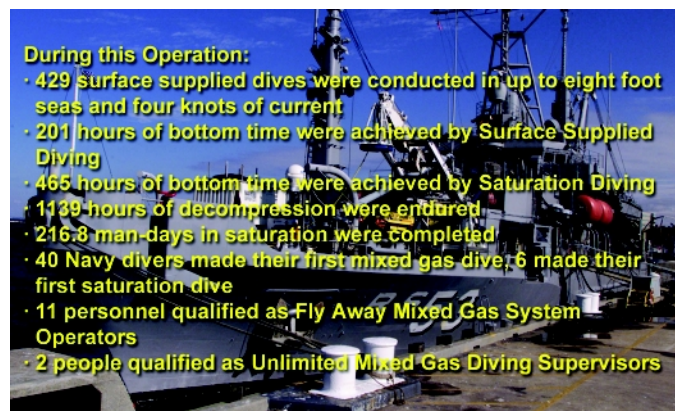 During this Operation:
· 429 surface supplied dives were conducted in up to eight foot
seas and four knots of current
· 201 hours of bottom time were achieved by Surface Supplied
Diving
· 465 hours of bottom time were achieved by Saturation Diving
· 1139 hours of decompression were endured
· 216.8 man-days in saturation were completed
· 40 Navy divers made their first mixed gas dive, 6 made their
first saturation dive
· 11 personnel qualified as Fly Away Mixed Gas System
Operators
· 2 people qualified as Unlimited Mixed Gas Diving Supervisors